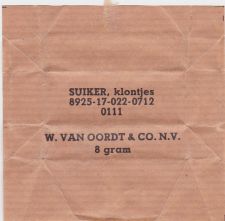 SUIKER, klontjes
8925-17-022-0712
0111
W. VAN OORDT & CO. N.V.
8 gram